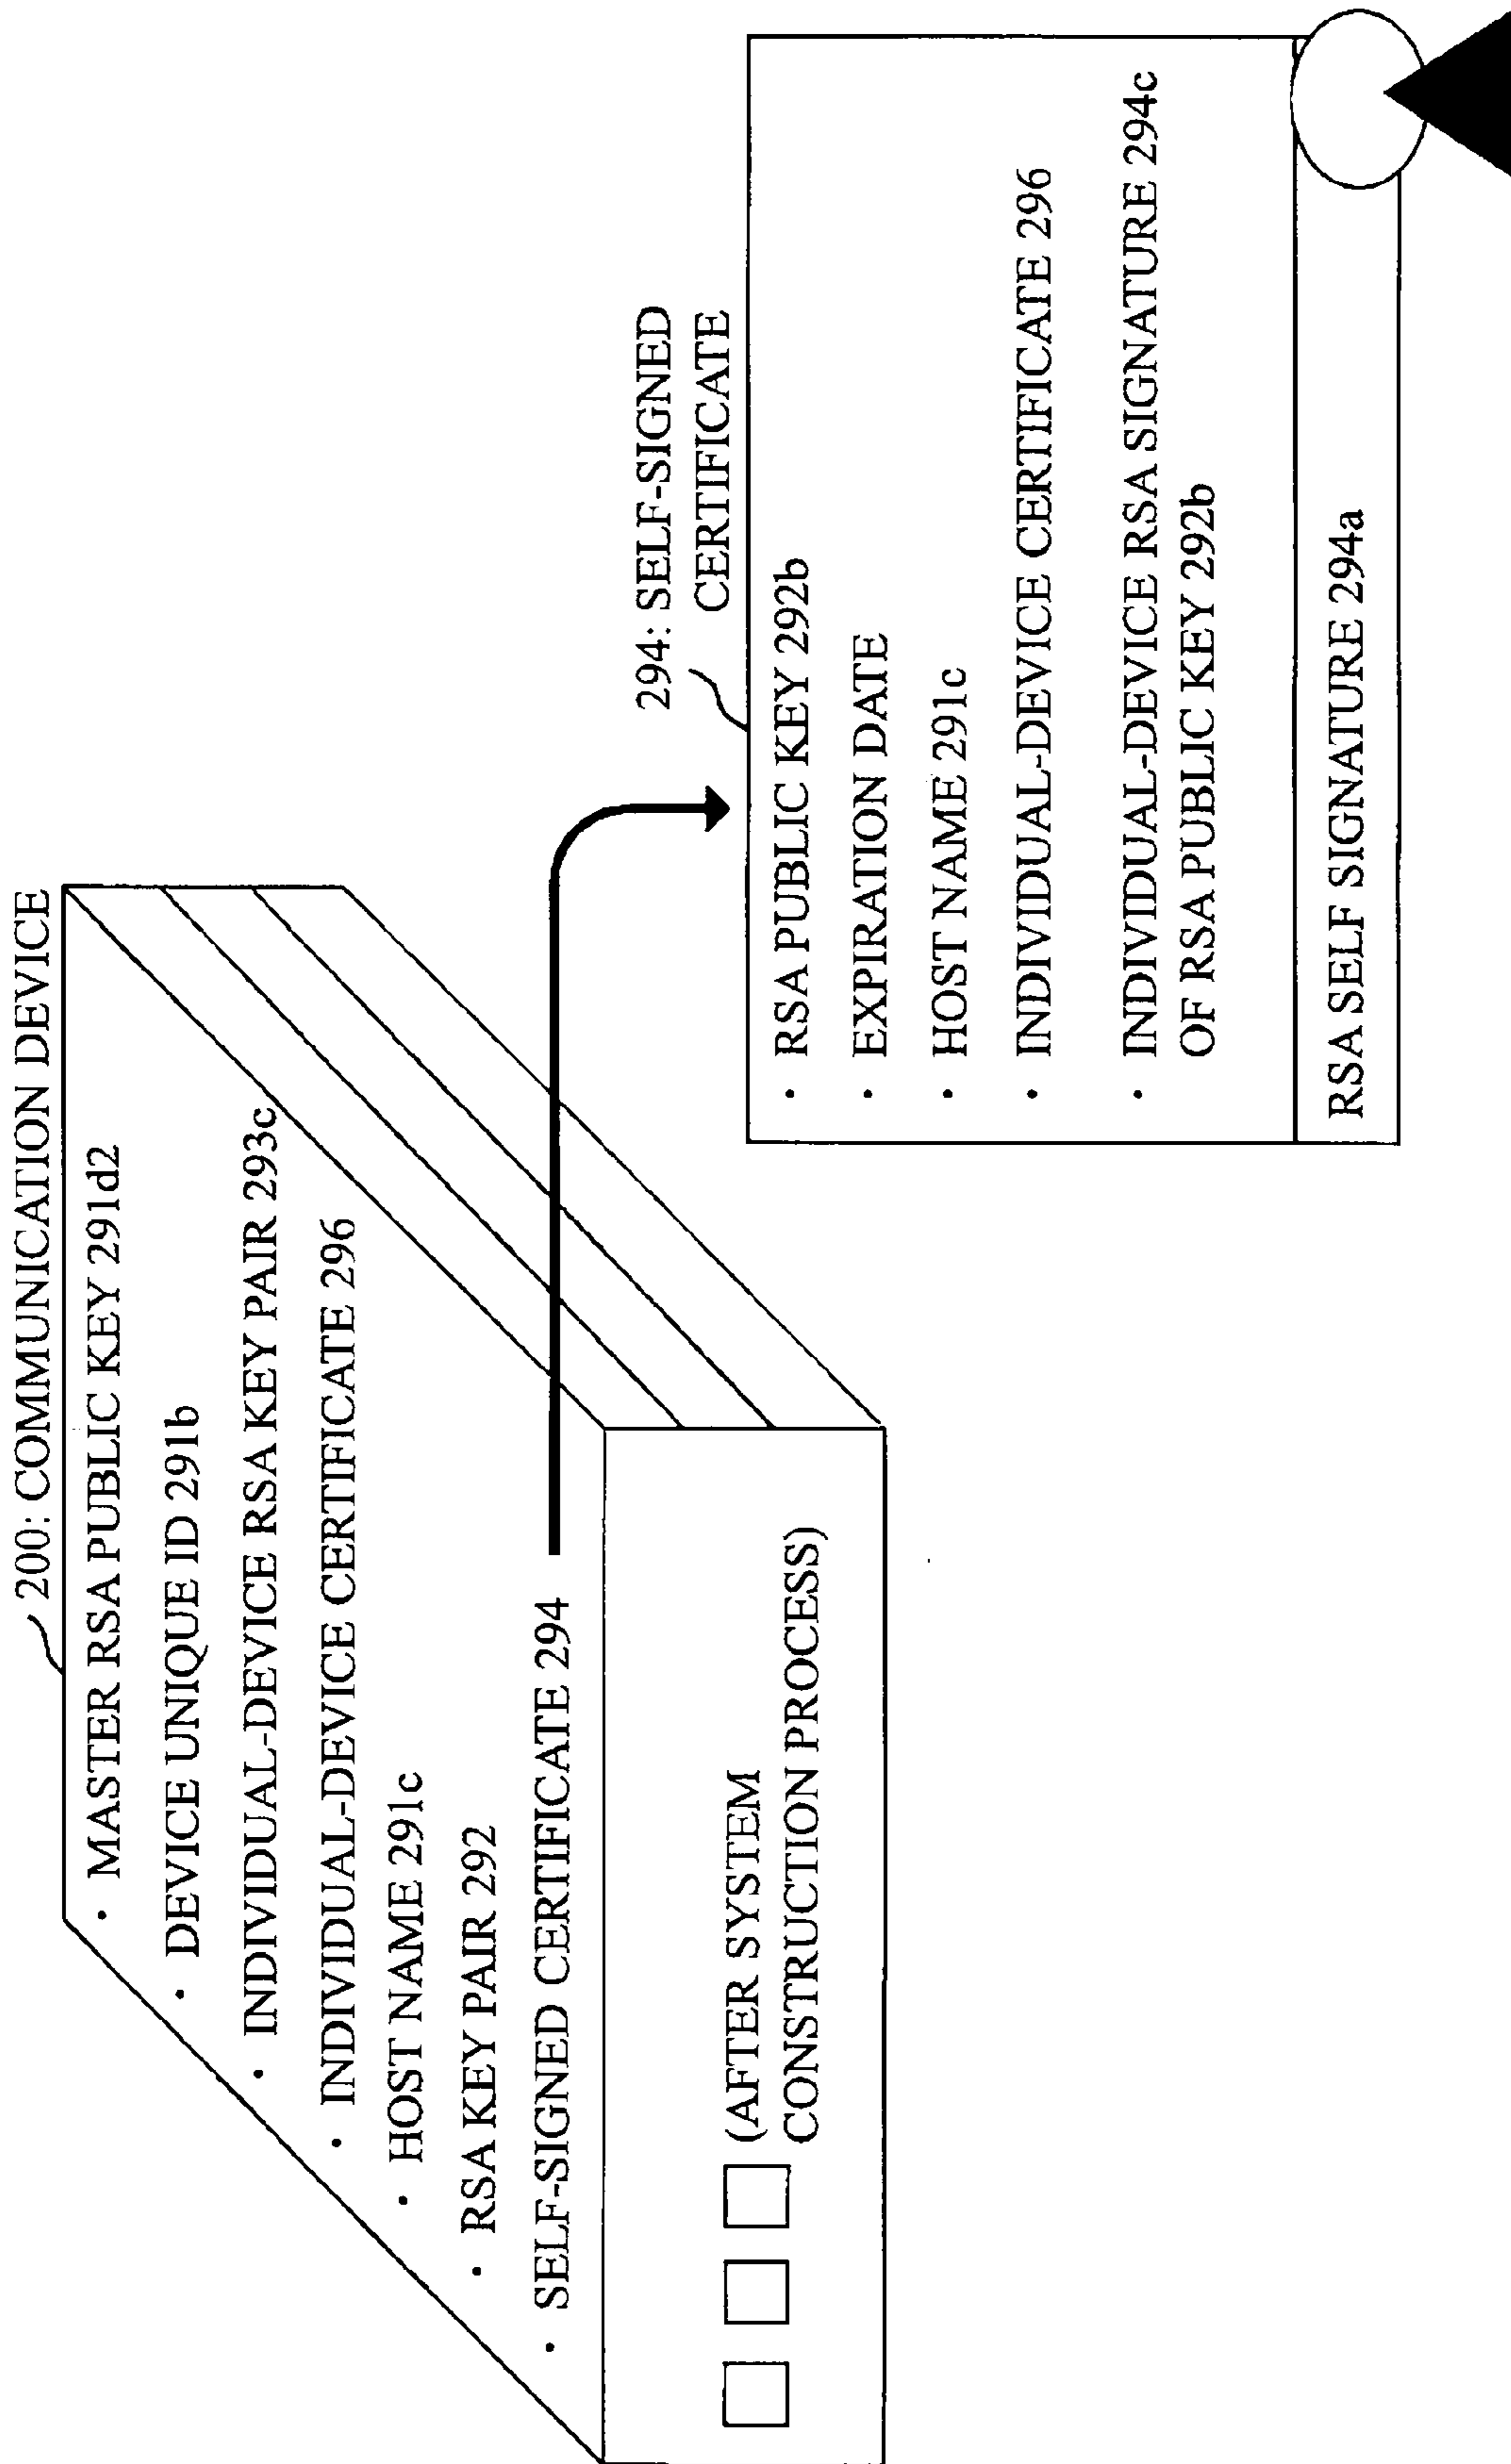 200: COMMUNICATION DEVICE
・ MASTER RSA PUBLIC KEY 291d2
・ DEVICE UNIQUE ID 291b
・ INDIVIDUAL-DEVICE RSA KEY PAIR 293c
・ INDIVIDUAL-DEVICE CERTIFICATE 296
・ HOST NAME 291c
・ RSA KEY PAIR 292
・ SELF-SIGNED CERTIFICATE 294
(AFTER SYSTEM
CONSTRUCTION PROCESS)
294: SELF-SIGNED
CERTIFICATE
・ RSA PUBLIC KEY 292b
・ EXPIRATION DATE
・ HOST NAME 291c
・ INDIVIDUAL-DEVICE CERTIFICATE 296
・ INDIVIDUAL-DEVICE RSA SIGNATURE 294c
OF RSA PUBLIC KEY 292b
RSA SELF SIGNATURE 294a